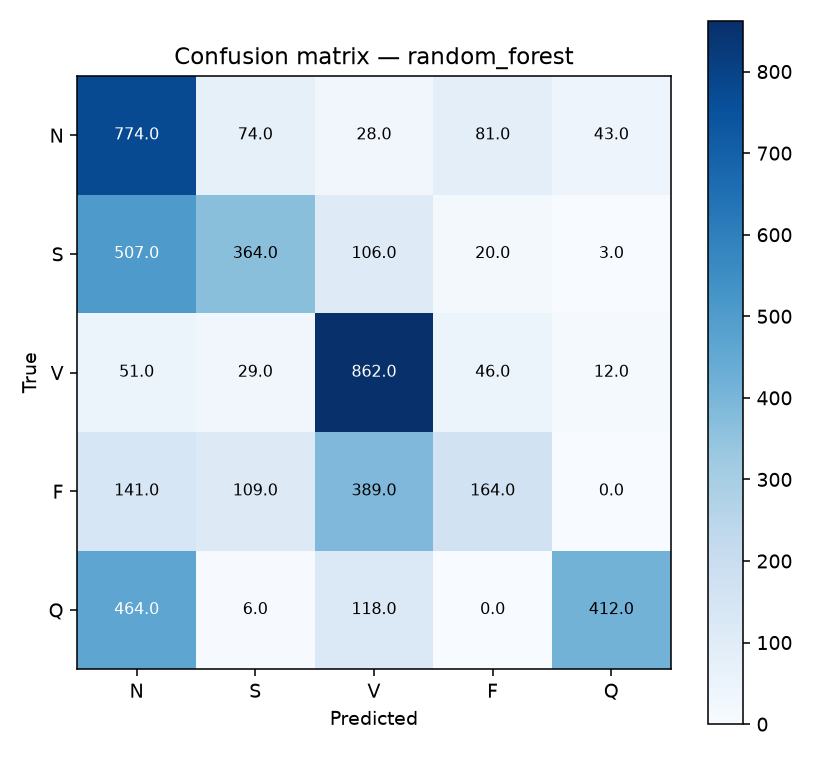 Confusion matrix — random_forest
N 774.0 74.0 28.0 81.0 43.0
S 507.0 364.0 106.0 20.0 3.0
V 51.0 29.0 862.0 46.0 12.0
F 141.0 109.0 389.0 164.0 0.0
Q 464.0 6.0 118.0 0.0 412.0
N S V F Q
Predicted
True
800
700
600
500
400
300
200
100
0